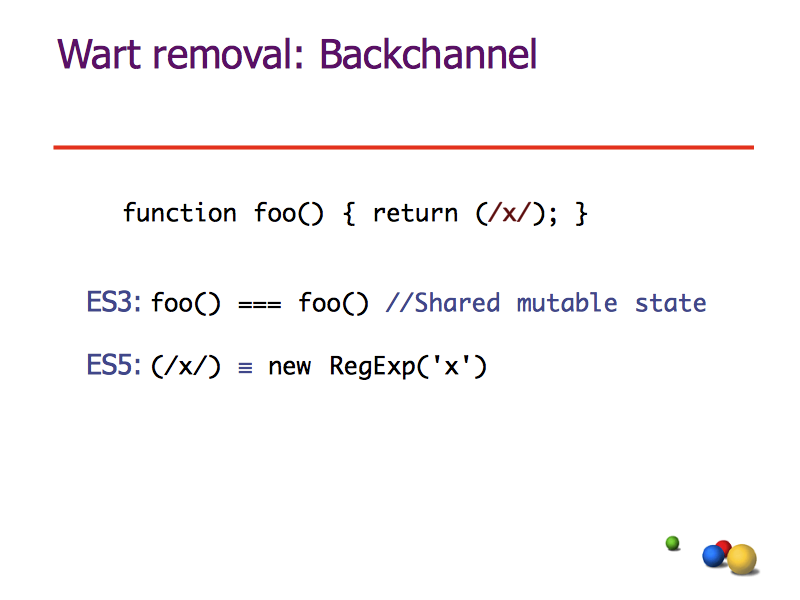 Wart removal: Backchannel
function foo() { return (/x/); }
ES3: foo() === foo() //Shared mutable state
ES5: (/x/) ≡ new RegExp('x')